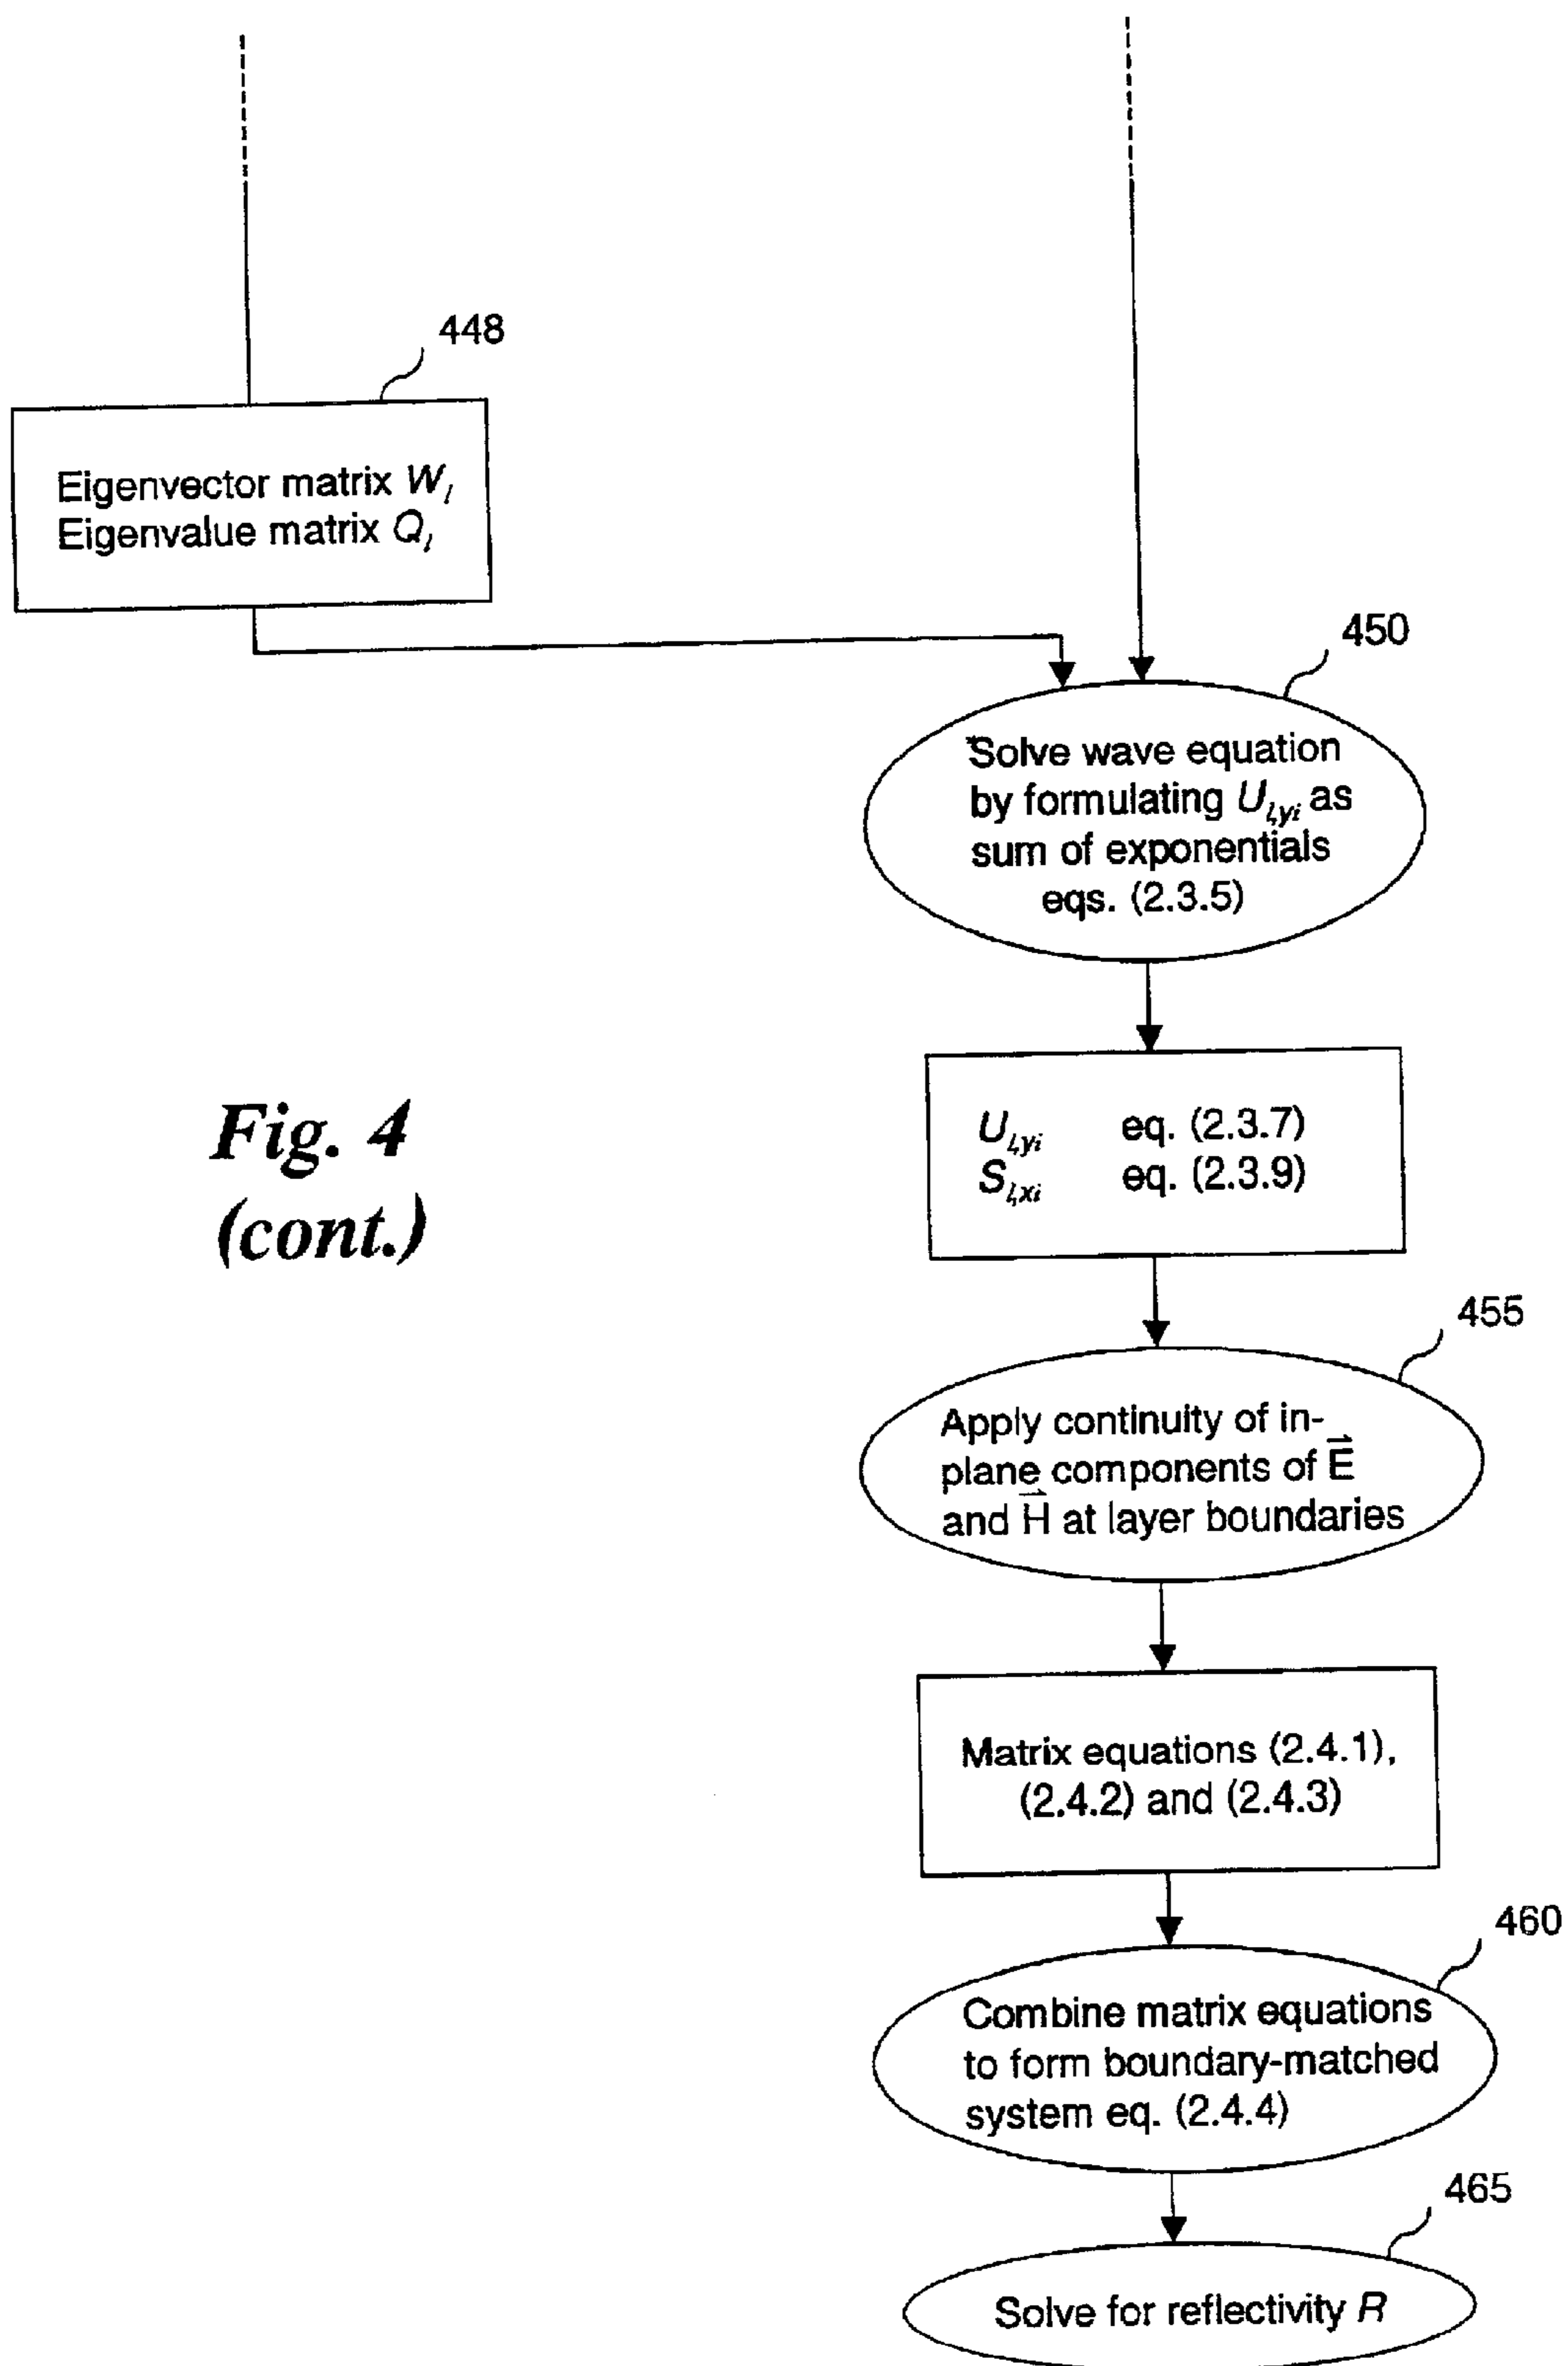 448
Eigenvector matrix W_l
Eigenvalue matrix Q_l
450
Solve wave equation
by formulating U_l,yi as
sum of exponentials
eqs. (2.3.5)
U_l,yi eq. (2.3.7)
S_l,xi eq. (2.3.9)
Fig. 4
(cont.)
455
Apply continuity of in-
plane components of E⃗
and H⃗ at layer boundaries
Matrix equations (2.4.1),
(2.4.2) and (2.4.3)
460
Combine matrix equations
to form boundary-matched
system eq. (2.4.4)
465
Solve for reflectivity R